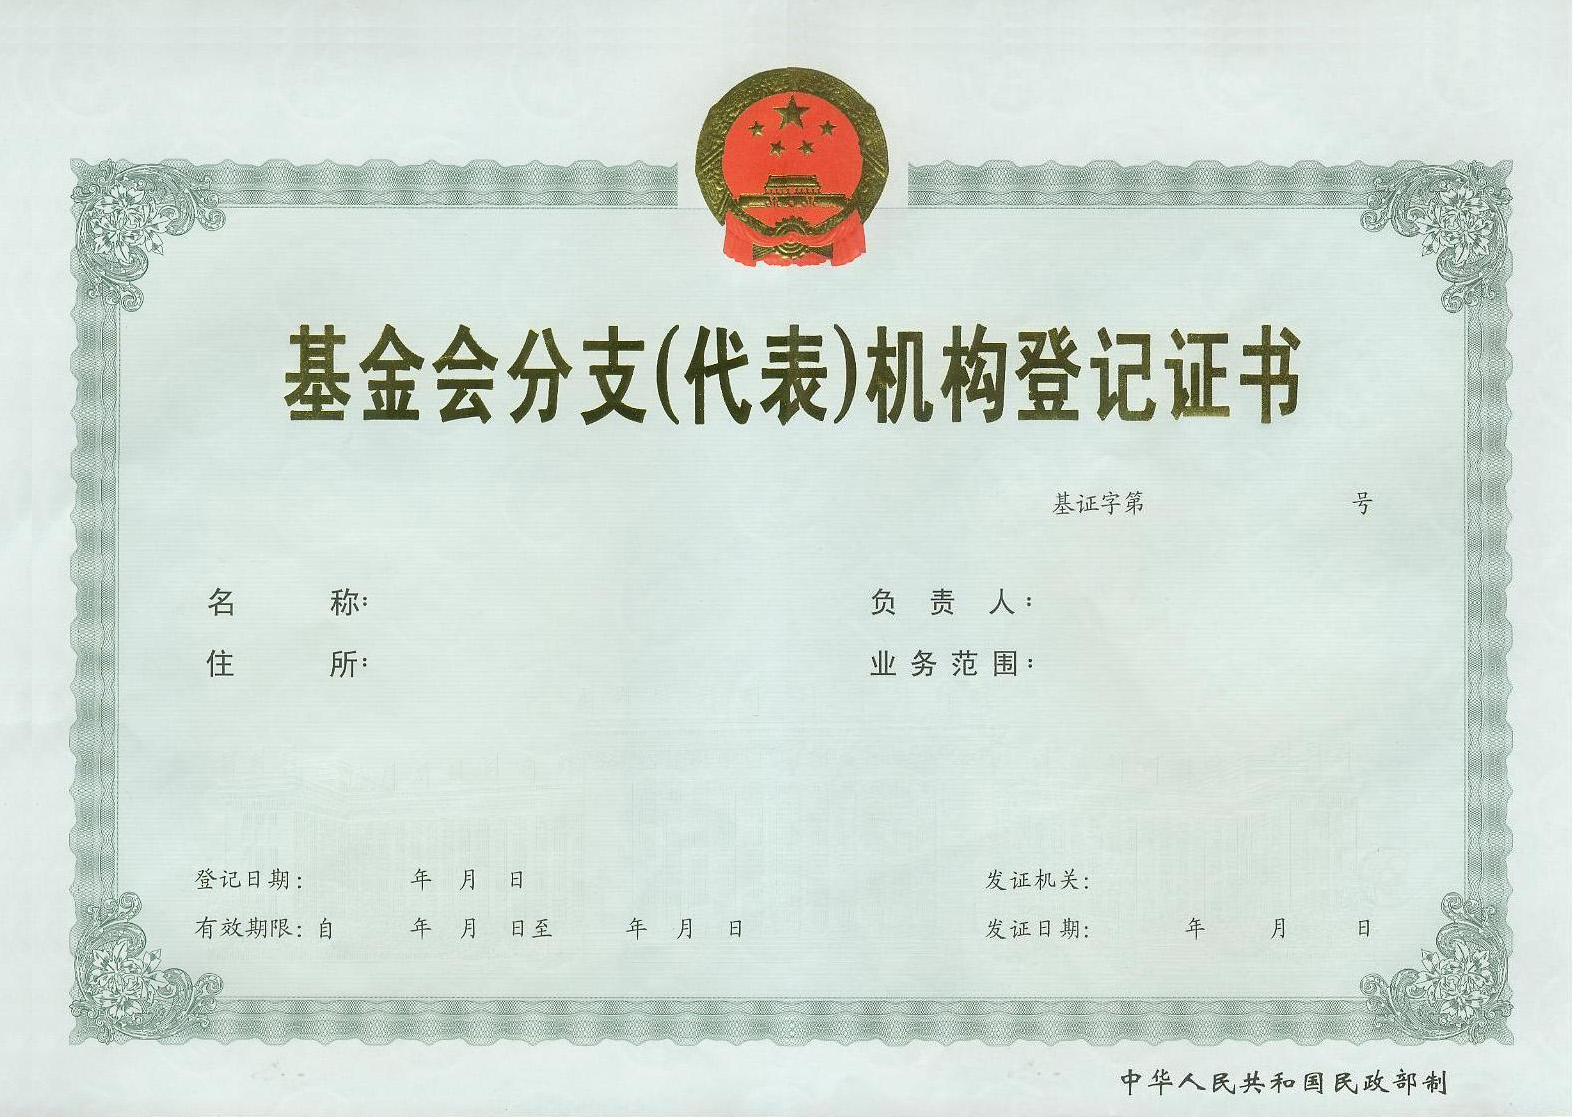 基金会分支(代表)机构登记证书
基证字第 号
名 称: 负 责 人:
住 所: 业 务 范 围:
登记日期: 年 月 日 发证机关:
有效期限: 自 年 月 日至 年 月 日 发证日期: 年 月 日
中华人民共和国民政部制